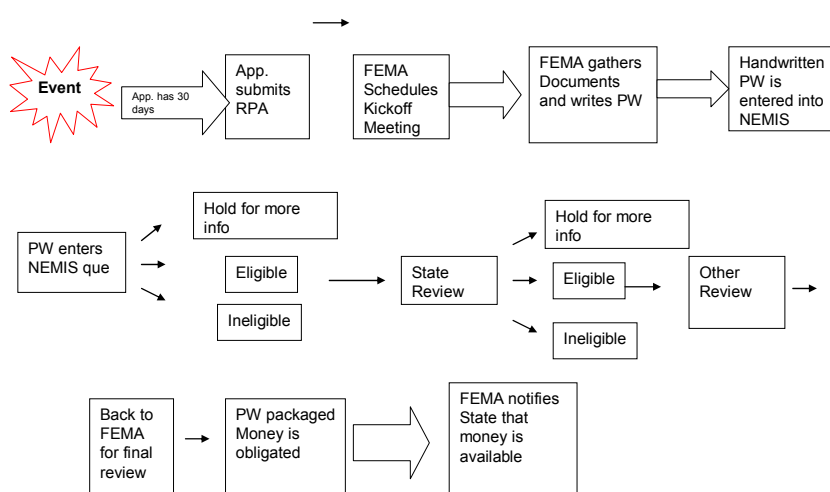 Event
App. has 30
days
App.
submits
RPA
FEMA
Schedules
Kickoff
Meeting
FEMA gathers
Documents
and writes PW
Handwritten
PW is
entered into
NEMIS
PW enters
NEMIS que
Hold for more
info
Eligible
Ineligible
State
Review
Hold for more
info
Eligible
Ineligible
Other
Review
Back to
FEMA
for final
review
PW packaged
Money is
obligated
FEMA notifies
State that
money is
available